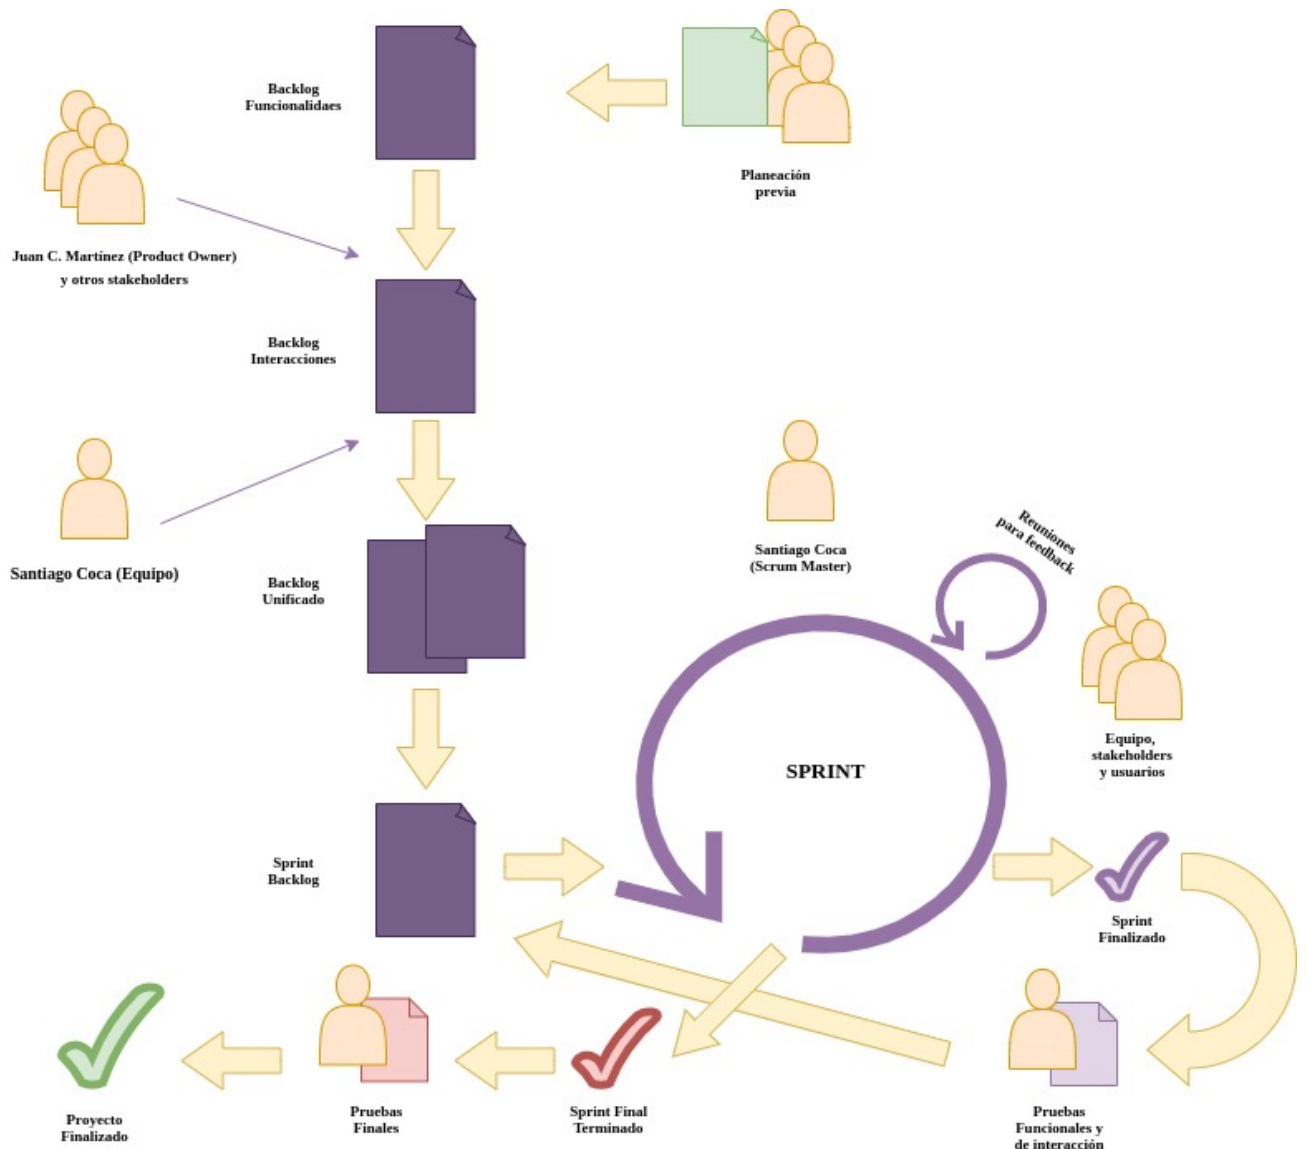 Backlog
Funcionalidaes
Planeación
previa
Juan C. Martínez (Product Owner)
y otros stakeholders
Backlog
Interacciones
Santiago Coca (Equipo)
Backlog
Unificado
Santiago Coca
(Scrum Master)
Reuniones
para feedback
Equipo,
stakeholders
y usuarios
SPRINT
Sprint
Backlog
Sprint
Finalizado
Proyecto
Finalizado
Pruebas
Finales
Sprint Final
Terminado
Pruebas
Funcionales y
de interacción